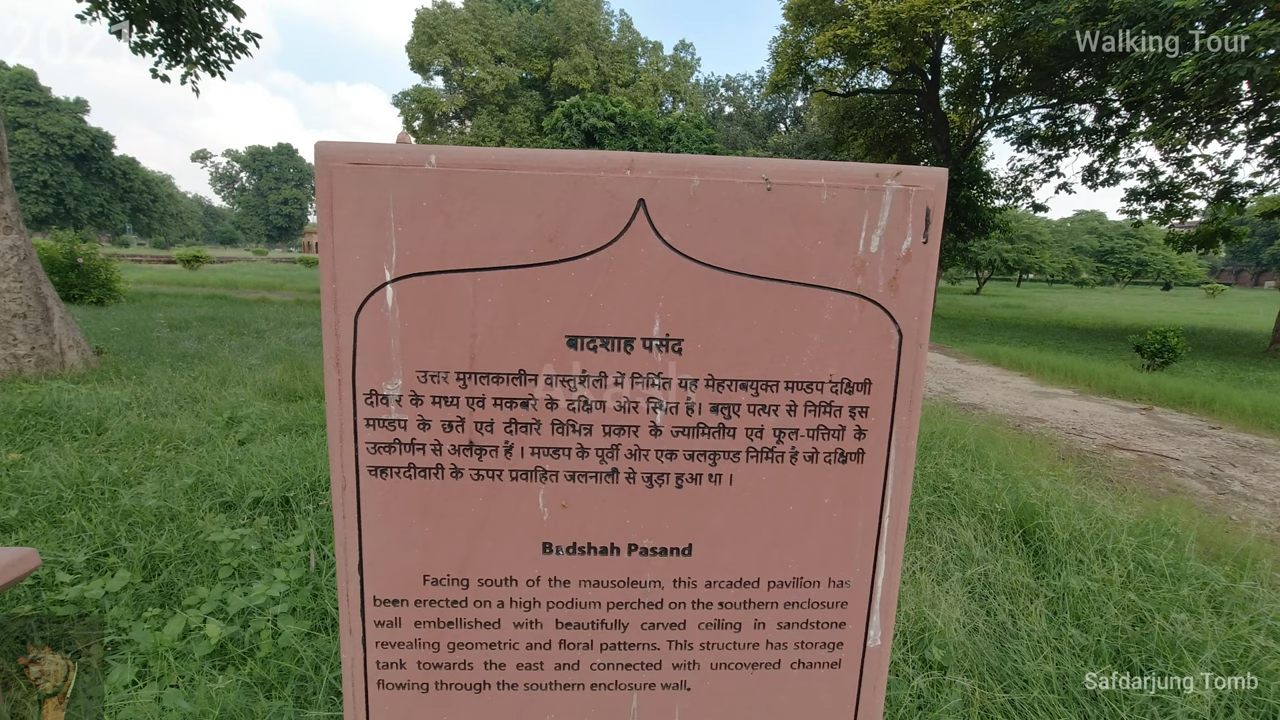 2021
Walking Tour
बादशाह पसंद
उत्तर मुगलकालीन वास्तुशैली में निर्मित यह मेहराबयुक्त मण्डप दक्षिणी
दीवार के मध्य एवं मकबरे के दक्षिण ओर स्थित है। बलुए पत्थर से निर्मित इस
मण्डप के छतें एवं दीवारें विभिन्न प्रकार के ज्यामितीय एवं फूल-पत्तियों के
उत्कीर्णन से अलंकृत हैं । मण्डप के पूर्वी ओर एक जलकुण्ड निर्मित है जो दक्षिणी
चहारदीवारी के ऊपर प्रवाहित जलनाली से जुड़ा हुआ था ।
Badshah Pasand
Facing south of the mausoleum, this arcaded pavilion has
been erected on a high podium perched on the southern enclosure
wall embellished with beautifully carved ceiling in sandstone
revealing geometric and floral patterns. This structure has storage
tank towards the east and connected with uncovered channel
flowing through the southern enclosure wall.
Safdarjung Tomb